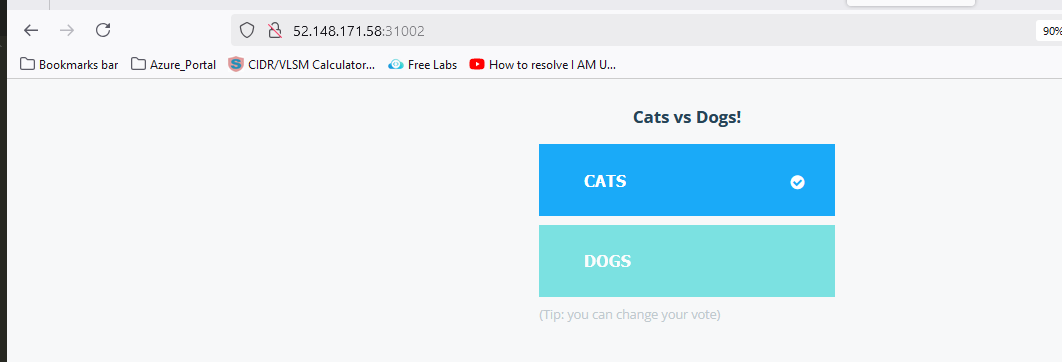 52.148.171.58:31002
90%
Bookmarks bar Azure_Portal CIDR/VLSM Calculator... Free Labs How to resolve I AM U...
Cats vs Dogs!
CATS
DOGS
(Tip: you can change your vote)